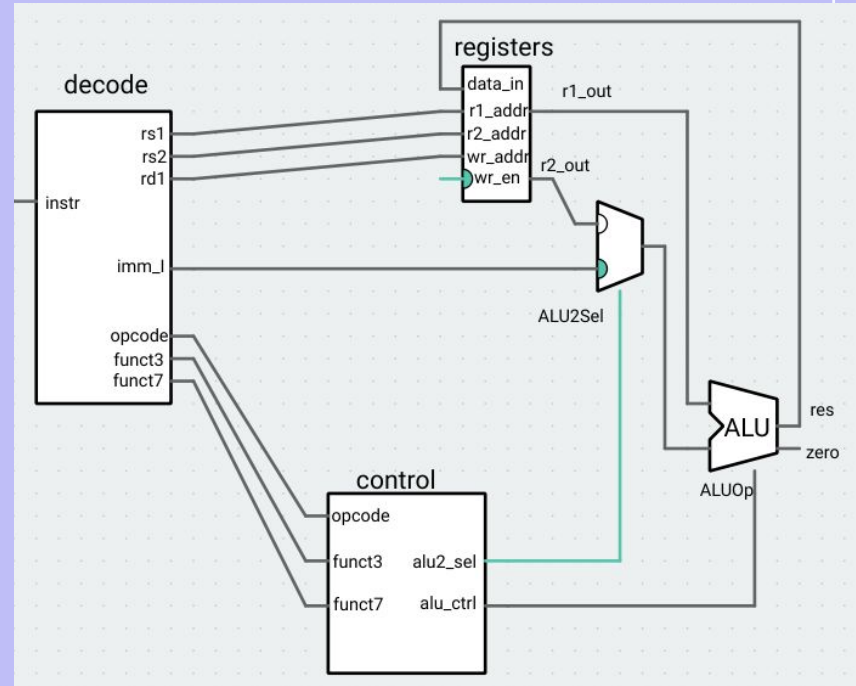 registers
decode
data_in
r1_out
r1_addr
rs1
r2_addr
rs2
wr_addr
r2_out
rd1
wr_en
instr
imm_I
ALU2Sel
opcode
funct3
funct7
res
ALU
zero
control
ALUOp
opcode
funct3
alu2_sel
funct7
alu_ctrl